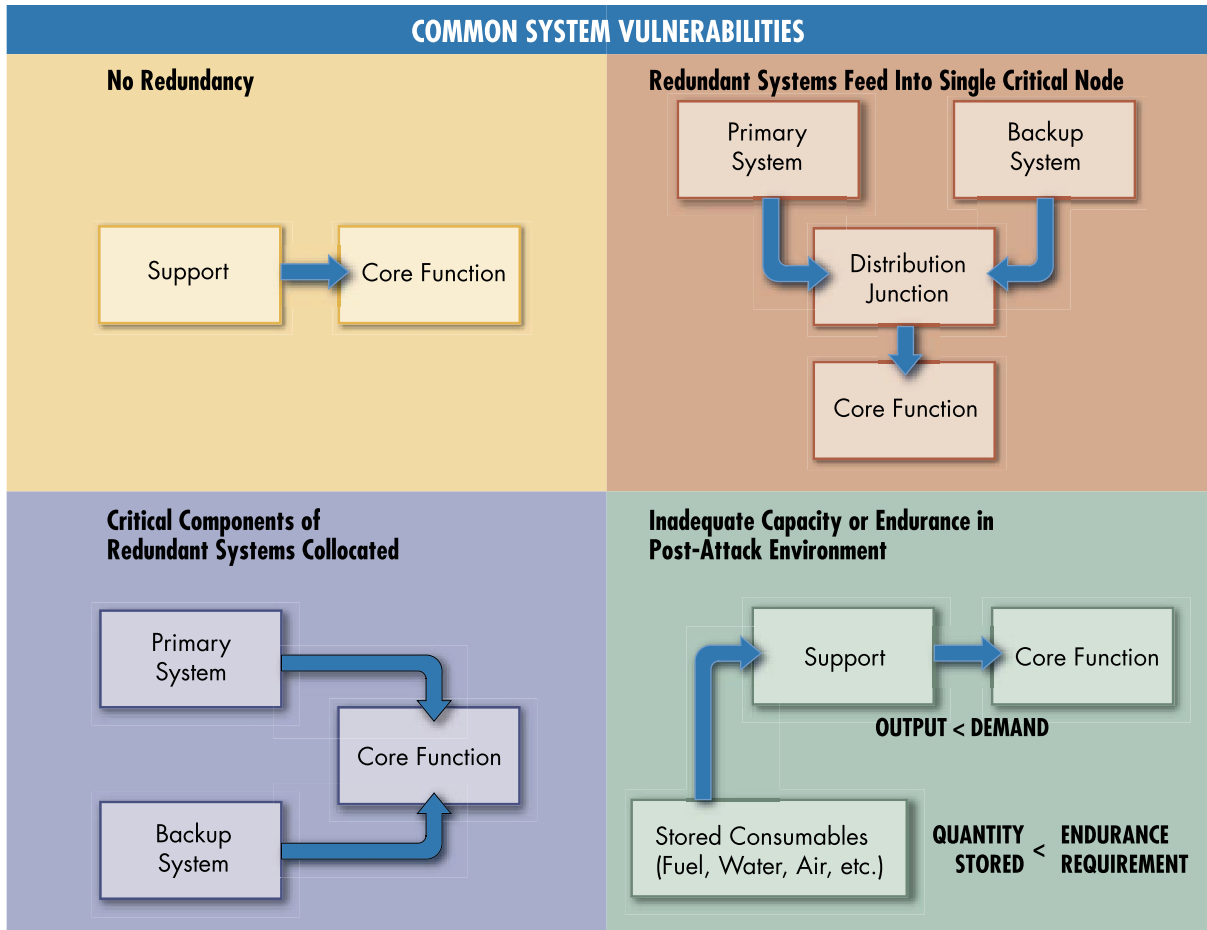 COMMON SYSTEM VULNERABILITIES
No Redundancy
Support
Core Function
Redundant Systems Feed Into Single Critical Node
Primary
System
Backup
System
Distribution
Junction
Core Function
Critical Components of
Redundant Systems Collocated
Primary
System
Core Function
Backup
System
Inadequate Capacity or Endurance in
Post-Attack Environment
Support
Core Function
OUTPUT < DEMAND
Stored Consumables
(Fuel, Water, Air, etc.)
QUANTITY
STORED
<
ENDURANCE
REQUIREMENT